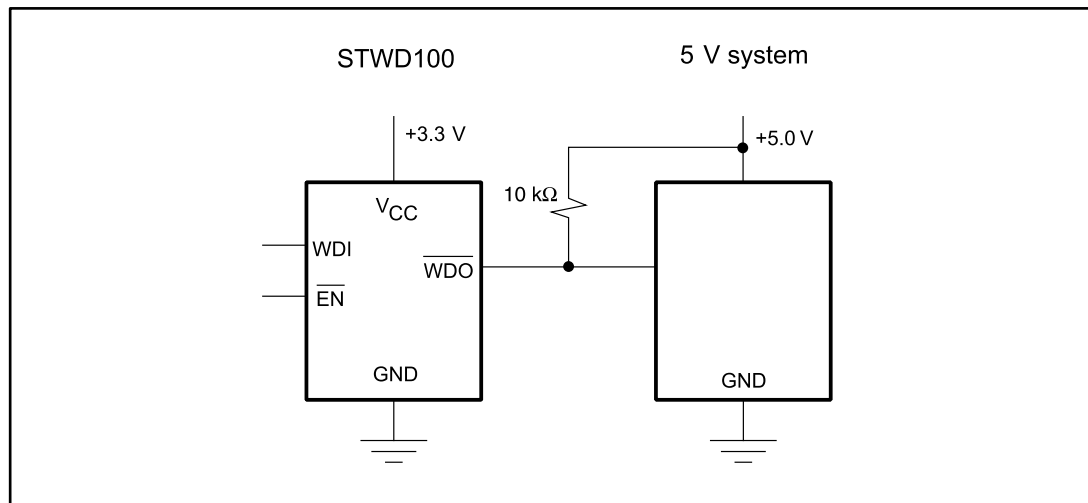 STWD100
5 V system
+3.3 V
+5.0 V
10 kΩ
VCC
WDI
WDO
EN
GND
GND